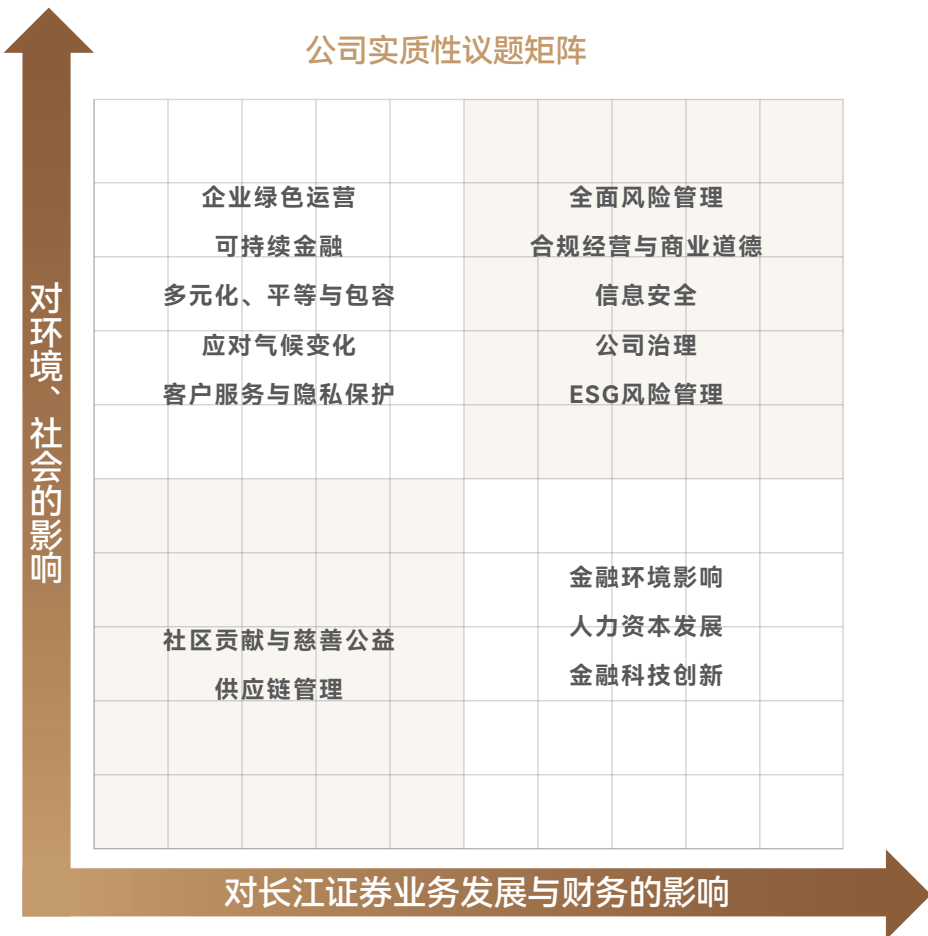 公司实质性议题矩阵
对环境、社会的影响
企业绿色运营
可持续金融
多元化、平等与包容
应对气候变化
客户服务与隐私保护
全面风险管理
合规经营与商业道德
信息安全
公司治理
ESG风险管理
社区贡献与慈善公益
供应链管理
金融环境影响
人力资本发展
金融科技创新
对长江证券业务发展与财务的影响